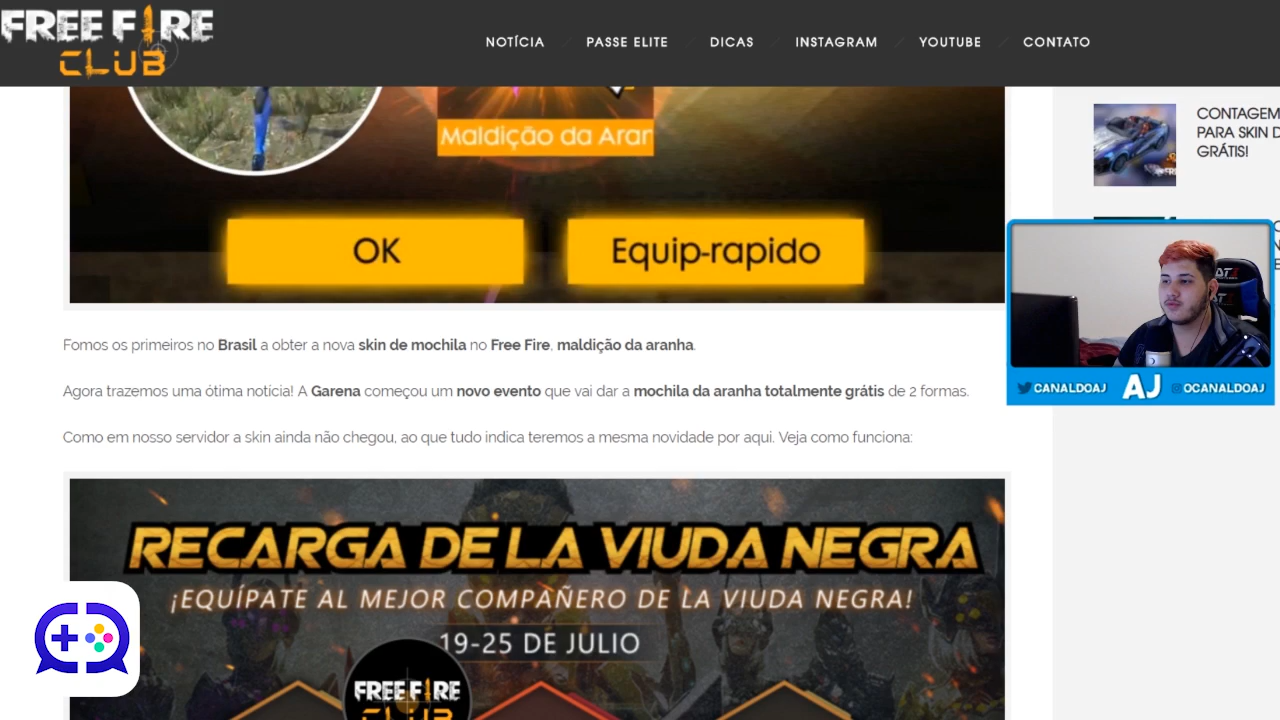 FREE FIRE
CLUB
NOTÍCIA
PASSE ELITE
DICAS
INSTAGRAM
YOUTUBE
CONTATO
Maldição da Aran
OK
Equip-rapido
CONTAGEM
PARA SKIN D
GRÁTIS!
CANALDOAJ
AJ
OCANALDOAJ
Fomos os primeiros no Brasil a obter a nova skin de mochila no Free Fire, maldição da aranha.
Agora trazemos uma ótima notícia! A Garena começou um novo evento que vai dar a mochila da aranha totalmente grátis de 2 formas.
Como em nosso servidor a skin ainda não chegou, ao que tudo indica teremos a mesma novidade por aqui. Veja como funciona:
RECARGA DE LA VIUDA NEGRA
¡EQUÍPATE AL MEJOR COMPAÑERO DE LA VIUDA NEGRA!
19-25 DE JULIO
FREE FIRE
CLUB